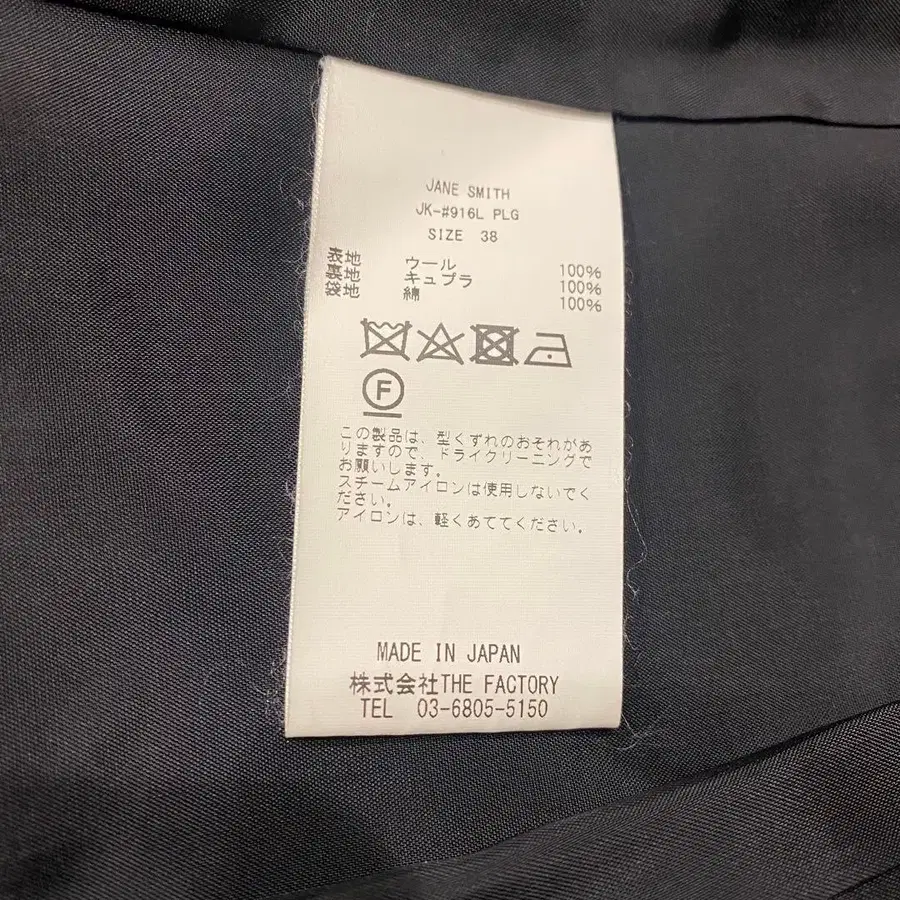 JANE SMITH
JK-#916L PLG
SIZE 38
表地 ウール 100%
裏地 キュプラ 100%
袋地 綿 100%
F
この製品は、型くずれのおそれがあ
りますので、ドライクリーニングで
お願いします。
スチームアイロンは使用しないでく
ださい。
アイロンは、軽くあててください。
MADE IN JAPAN
株式会社THE FACTORY
TEL 03-6805-5150